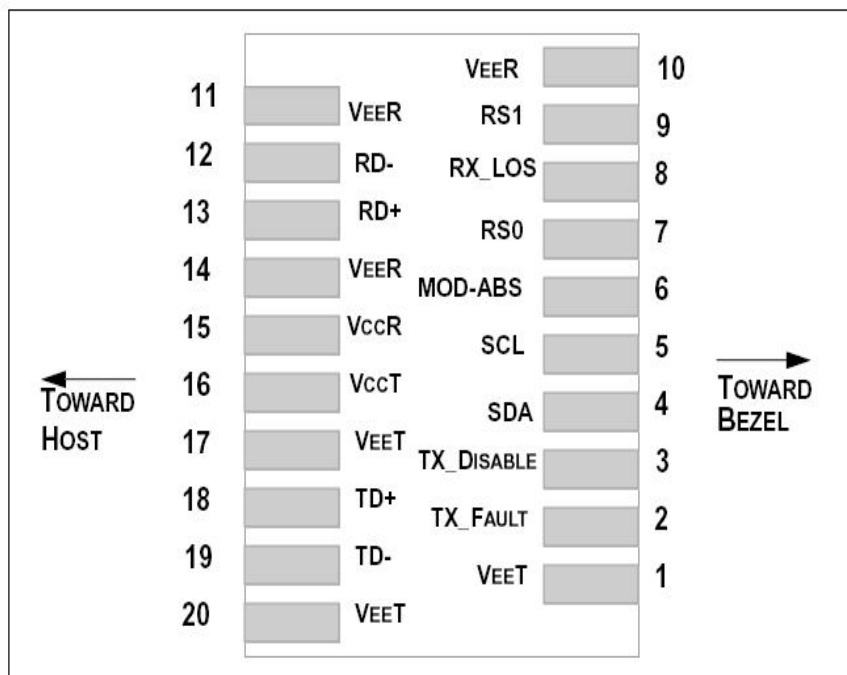 VEER 10
11 VEER
RS1 9
12 RD-
RX_LOS 8
13 RD+
RS0 7
14 VEER
MOD-ABS 6
15 VCCR
SCL 5
16 VCCT
SDA 4
17 VEET
TX_DISABLE 3
18 TD+
TX_FAULT 2
19 TD-
VEET 1
20 VEET
TOWARD
HOST
TOWARD
BEZEL